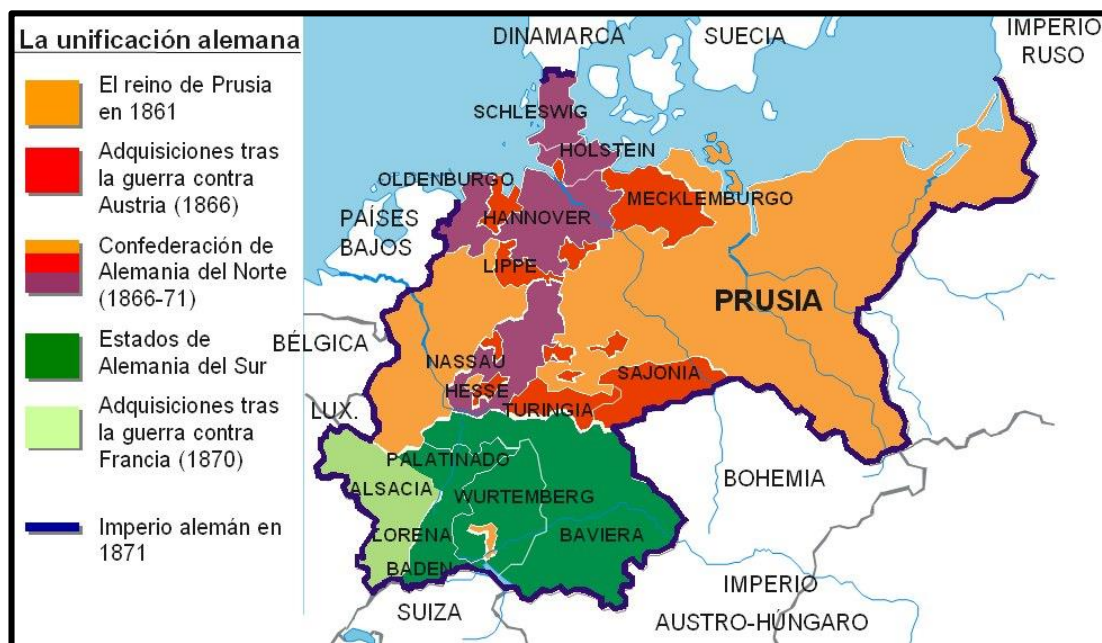 La unificación alemana
El reino de Prusia
en 1861
Adquisiciones tras
la guerra contra
Austria (1866)
Confederación de
Alemania del Norte
(1866-71)
Estados de
Alemania del Sur
Adquisiciones tras
la guerra contra
Francia (1870)
Imperio alemán en
1871
DINAMARCA
SUECIA
IMPERIO
RUSO
SCHLESWIG
HOLSTEIN
OLDENBURGO
MECKLEMBURGO
PAÍSES
BAJOS
HANNOVER
LIPPE
PRUSIA
BÉLGICA
NASSAU
HESSE
SAJONIA
TURINGIA
LUX.
PALATINADO
BOHEMIA
ALSACIA
WURTEMBERG
LORENA
BAVIERA
BADEN
SUIZA
IMPERIO
AUSTRO-HÚNGARO